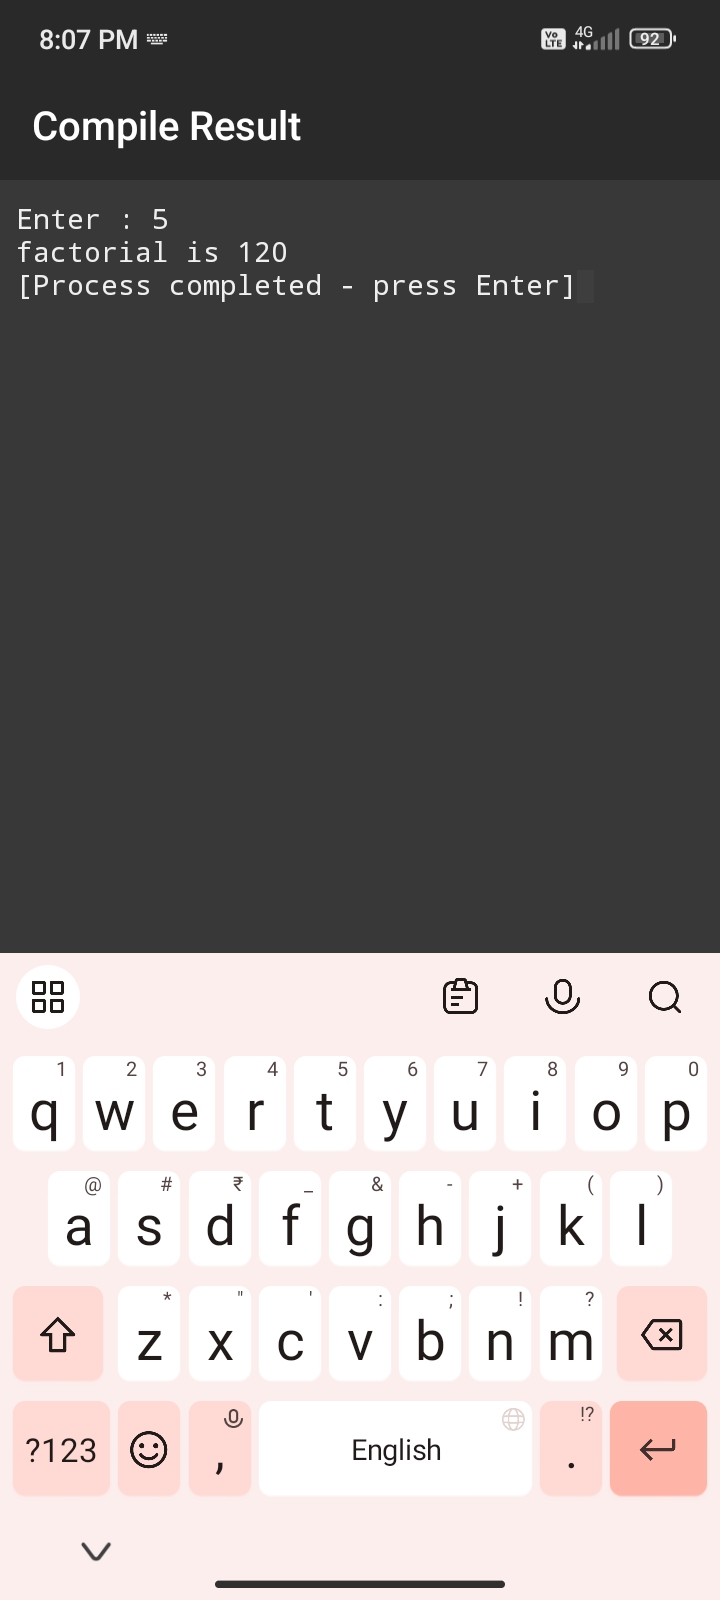 8:07 PM
Vo LTE 4G 92
Compile Result
Enter : 5
factorial is 120
[Process completed - press Enter]
1 2 3 4 5 6 7 8 9 0
q w e r t y u i o p
@ # ₹ _ & - + ( )
a s d f g h j k l
* " ' : ; ! ?
z x c v b n m
!?
?123 , English .